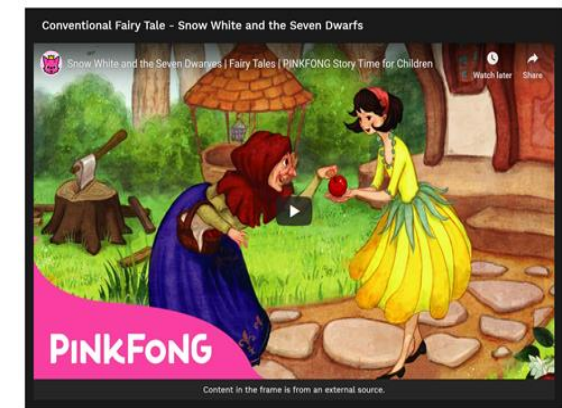 Conventional Fairy Tale - Snow White and the Seven Dwarfs
Snow White and the Seven Dwarves | Fairy Tales | PINKFONG Story Time for Children
Watch later
Share
PINKFONG
Content in the frame is from an external source.